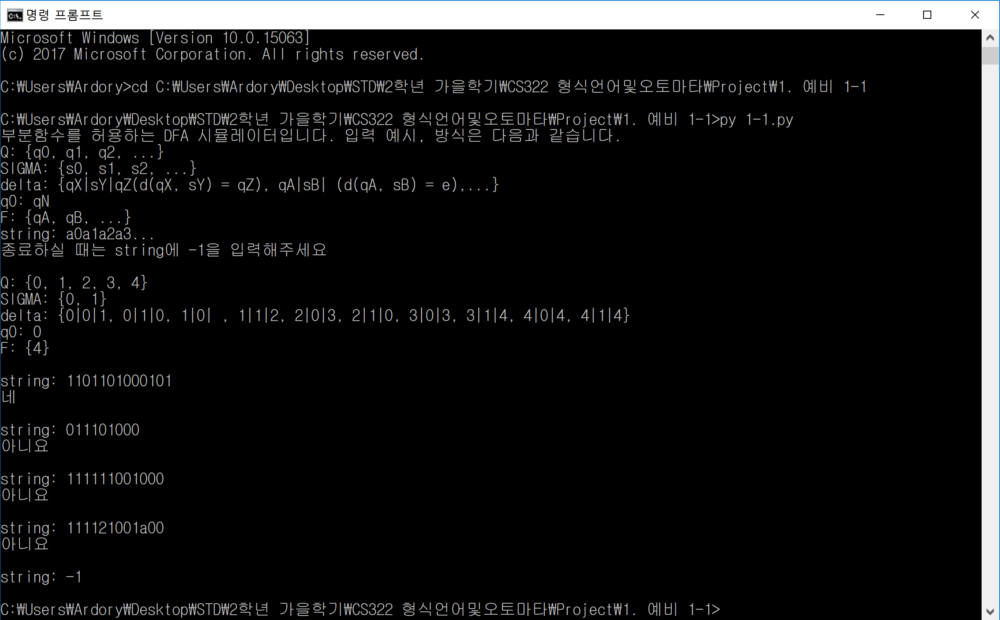 명령 프롬프트
Microsoft Windows [Version 10.0.15063]
(c) 2017 Microsoft Corporation. All rights reserved.
C:₩Users₩Ardory>cd C:₩Users₩Ardory₩Desktop₩STD₩2학년 가을학기₩CS322 형식언어및오토마타₩Project₩1. 예비 1-1
C:₩Users₩Ardory₩Desktop₩STD₩2학년 가을학기₩CS322 형식언어및오토마타₩Project₩1. 예비 1-1>py 1-1.py
부분함수를 허용하는 DFA 시뮬레이터입니다. 입력 예시, 방식은 다음과 같습니다.
Q: {q0, q1, q2, ...}
SIGMA: {s0, s1, s2, ...}
delta: {qX|sY|qZ(d(qX, sY) = qZ), qA|sB| (d(qA, sB) = e),...}
q0: qN
F: {qA, qB, ...}
string: a0a1a2a3...
종료하실 때는 string에 -1을 입력해주세요
Q: {0, 1, 2, 3, 4}
SIGMA: {0, 1}
delta: {0|0|1, 0|1|0, 1|0| , 1|1|2, 2|0|3, 2|1|0, 3|0|3, 3|1|4, 4|0|4, 4|1|4}
q0: 0
F: {4}
string: 1101101000101
네
string: 011101000
아니요
string: 111111001000
아니요
string: 111121001a00
아니요
string: -1
C:₩Users₩Ardory₩Desktop₩STD₩2학년 가을학기₩CS322 형식언어및오토마타₩Project₩1. 예비 1-1>